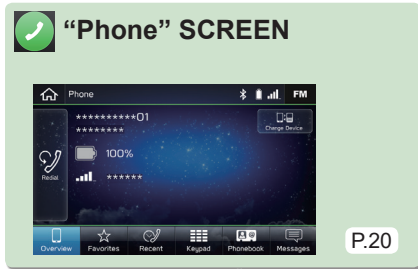 “Phone” SCREEN
Phone
FM
**********01
********
Change Device
100%
Redial
******
Overview
Favorites
Recent
Keypad
Phonebook
Messages
P.20